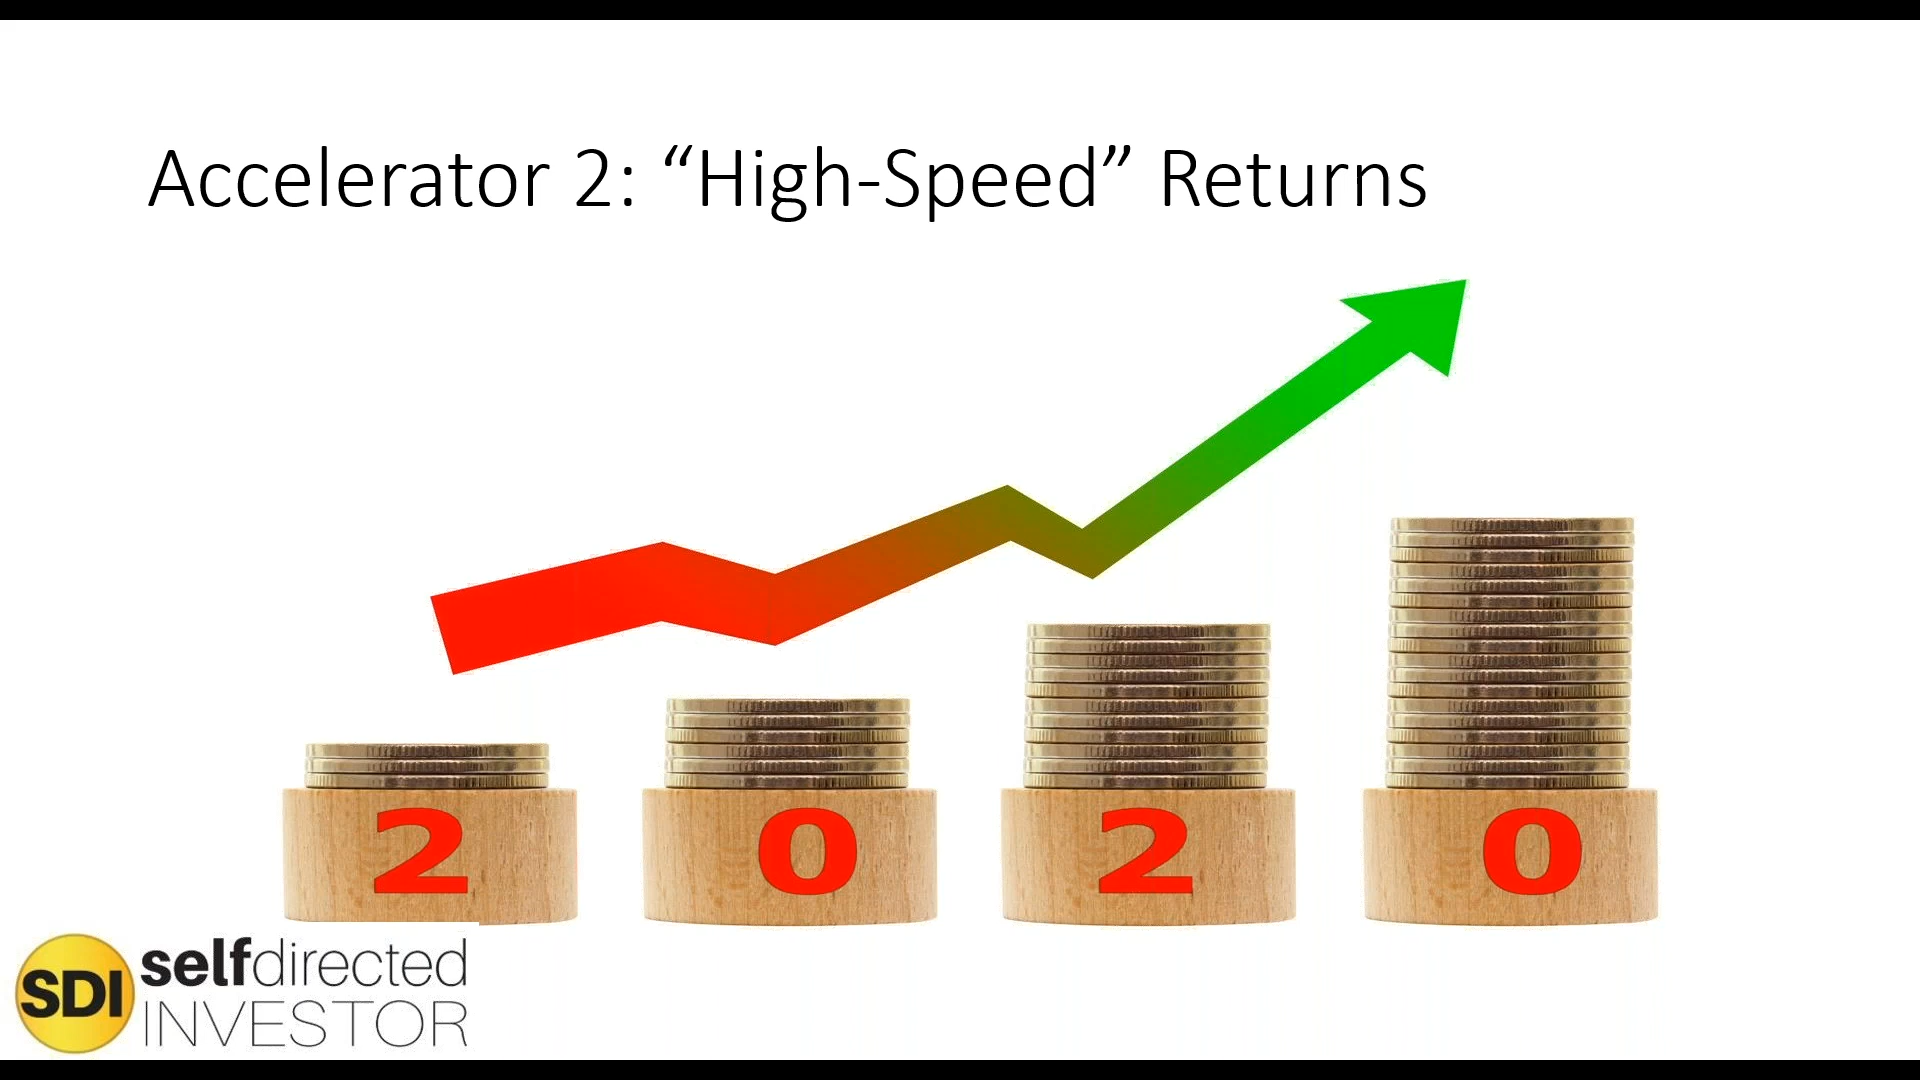 Accelerator 2: “High-Speed” Returns
2 0 2 0
SDI selfdirected
INVESTOR